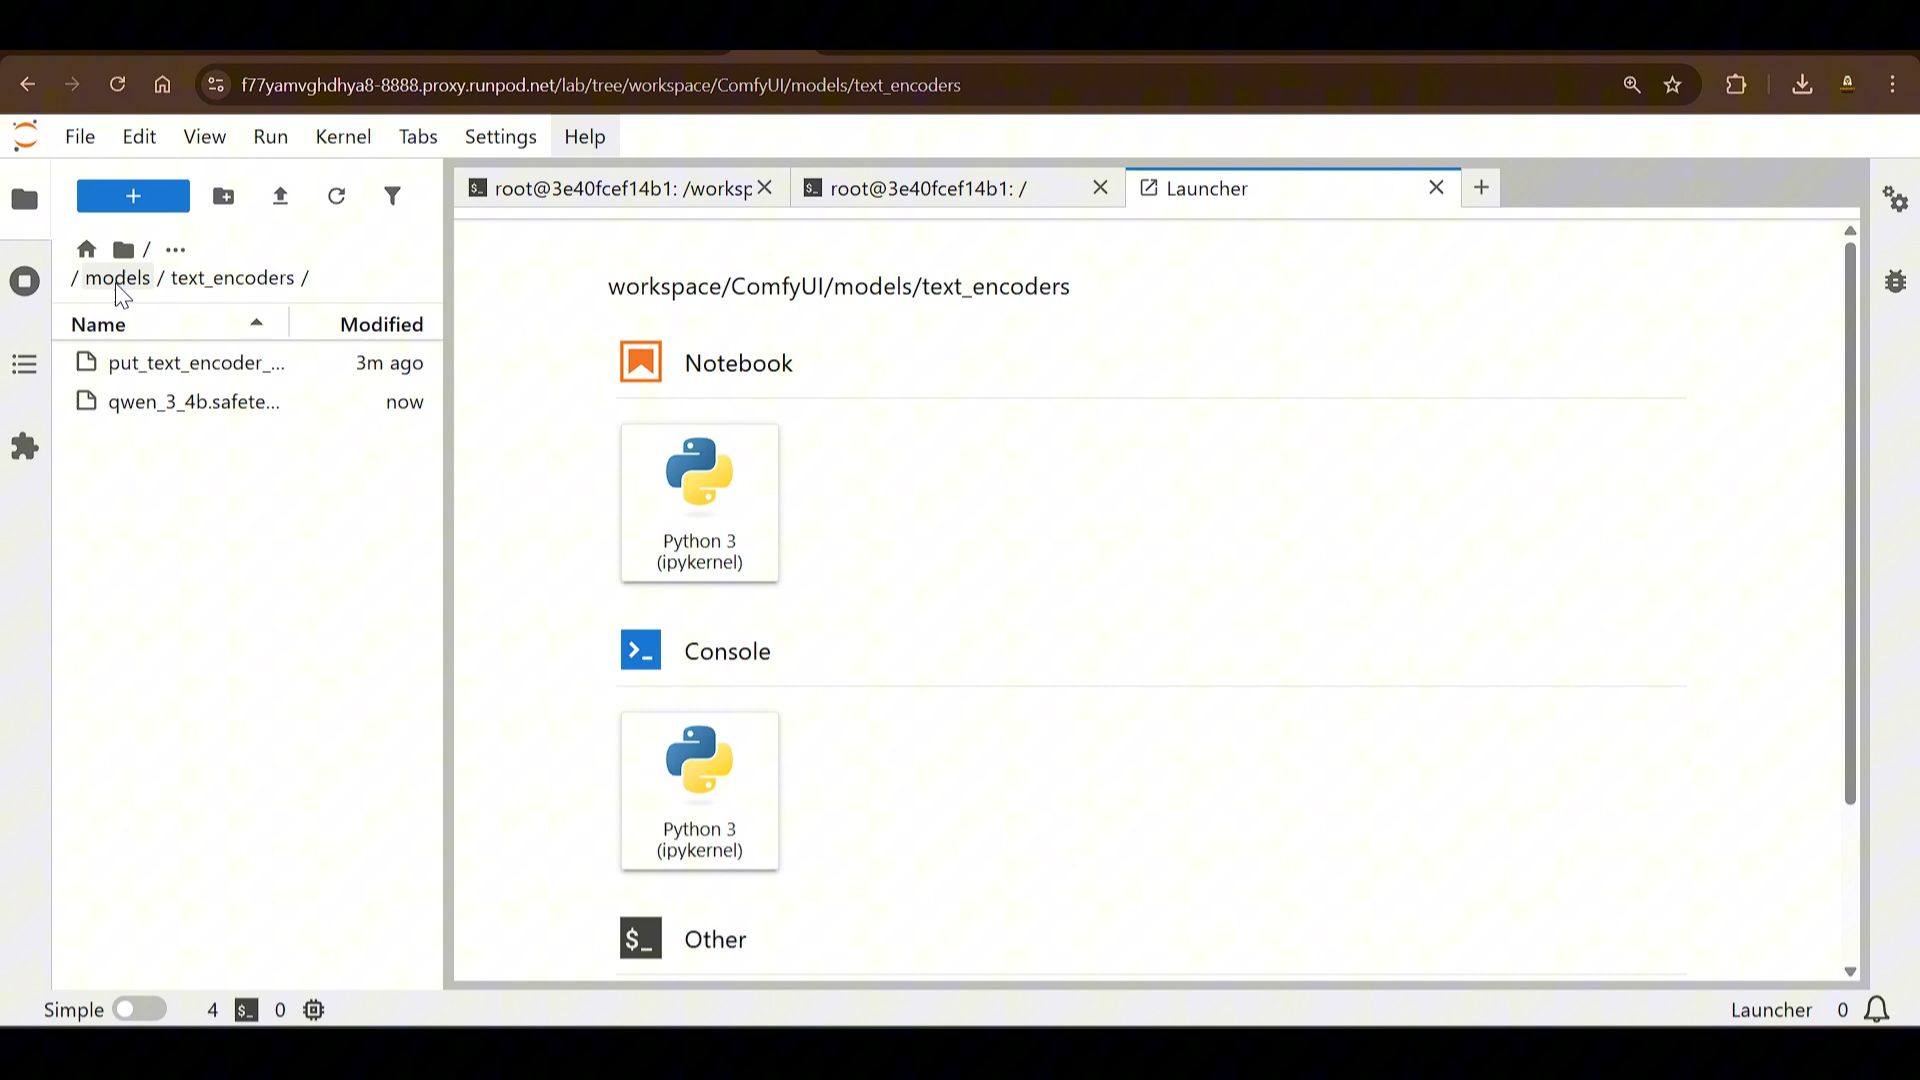 f77yamvghdhya8-8888.proxy.runpod.net/lab/tree/workspace/ComfyUI/models/text_encoders
File Edit View Run Kernel Tabs Settings Help
root@3e40fcef14b1: /worksp
root@3e40fcef14b1: /
Launcher
/ ...
/ models / text_encoders /
Name Modified
put_text_encoder_... 3m ago
qwen_3_4b.safete... now
workspace/ComfyUI/models/text_encoders
Notebook
Python 3
(ipykernel)
Console
Python 3
(ipykernel)
$_ Other
Simple 4 $_ 0
Launcher 0